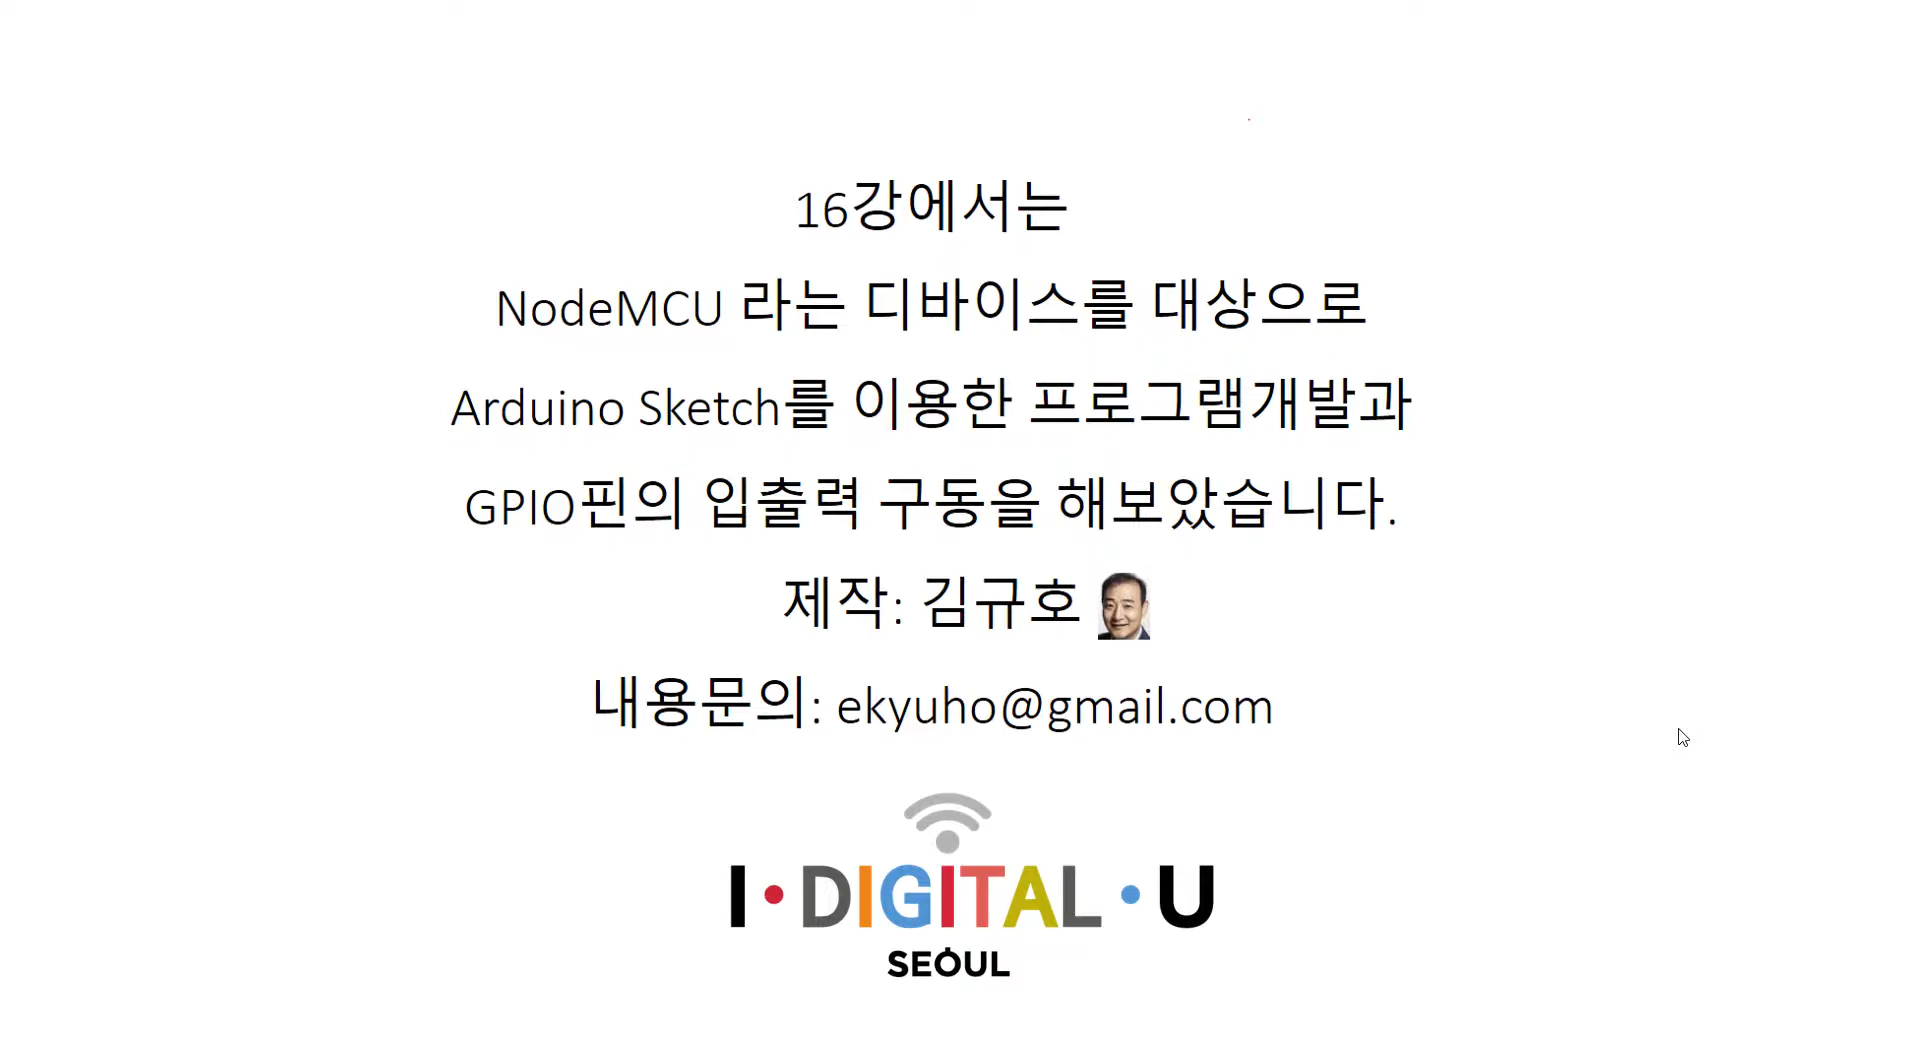 16강에서는
NodeMCU 라는 디바이스를 대상으로
Arduino Sketch를 이용한 프로그램개발과
GPIO핀의 입출력 구동을 해보았습니다.
제작: 김규호
내용문의: ekyuho@gmail.com
I·DIGITAL·U
SEOUL